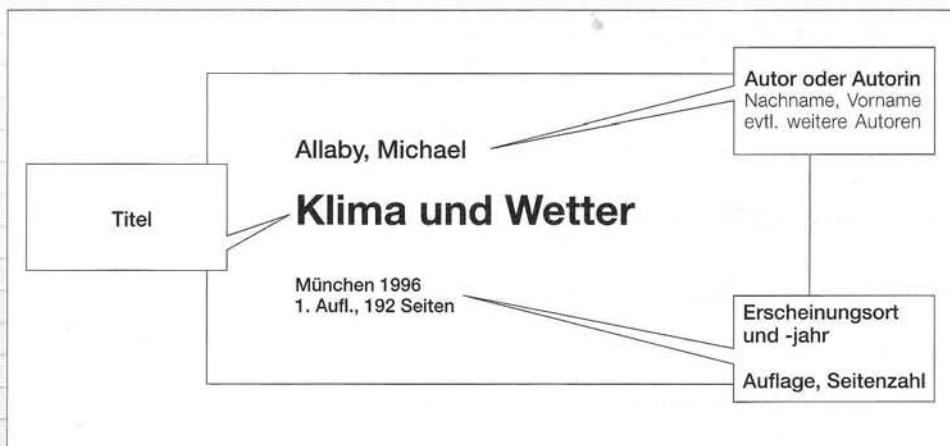 Autor oder Autorin
Nachname, Vorname
evtl. weitere Autoren
Allaby, Michael
Titel
Klima und Wetter
München 1996
1. Aufl., 192 Seiten
Erscheinungsort
und -jahr
Auflage, Seitenzahl